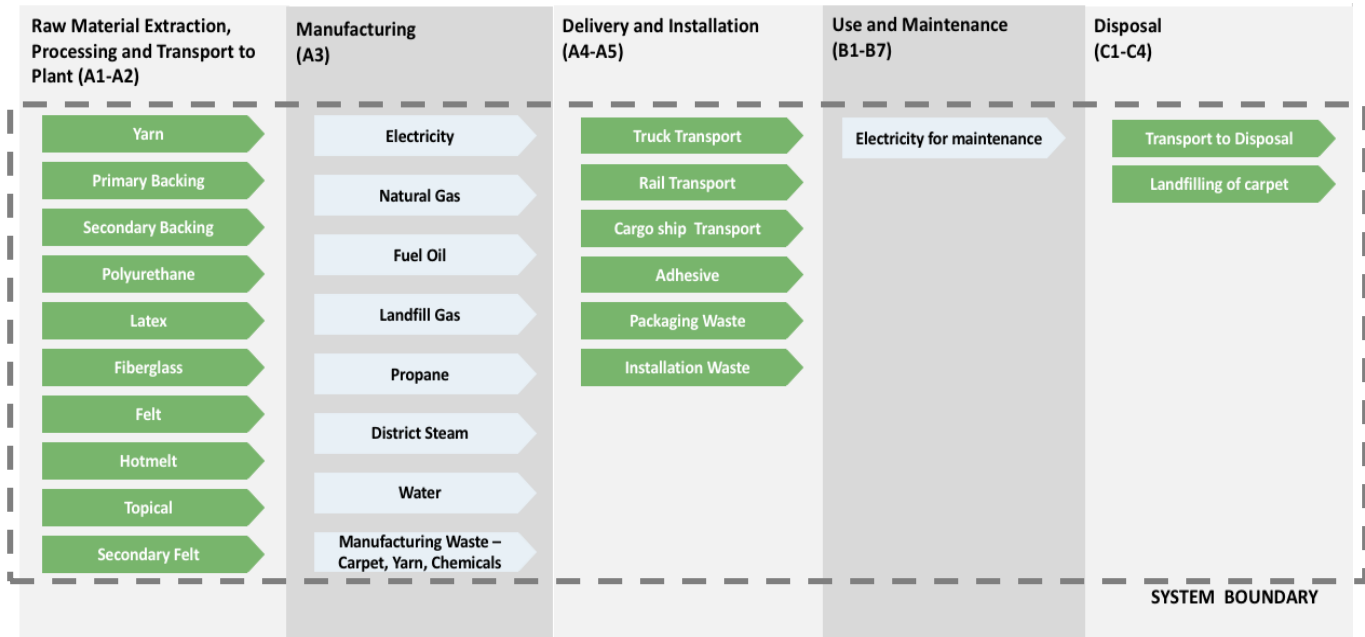 Raw Material Extraction,
Processing and Transport to
Plant (A1-A2)
Yarn
Primary Backing
Secondary Backing
Polyurethane
Latex
Fiberglass
Felt
Hotmelt
Topical
Secondary Felt
Manufacturing
(A3)
Electricity
Natural Gas
Fuel Oil
Landfill Gas
Propane
District Steam
Water
Manufacturing Waste –
Carpet, Yarn, Chemicals
Delivery and Installation
(A4-A5)
Truck Transport
Rail Transport
Cargo ship Transport
Adhesive
Packaging Waste
Installation Waste
Use and Maintenance
(B1-B7)
Electricity for maintenance
Disposal
(C1-C4)
Transport to Disposal
Landfilling of carpet
SYSTEM BOUNDARY